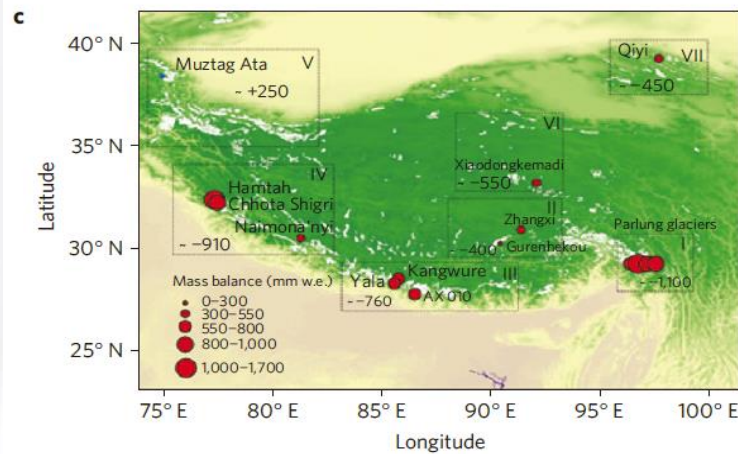 c
40° N
35° N
30° N
25° N
Latitude
Muztag Ata
V
~ +250
Qiyi
VII
~ −450
VI
Xiaodongkemadi
~ −550
IV
Hamtah
Chhota Shigri
Naimona'nyi
~ −910
II
Zhangxi
~ −400
Gurenhekou
Parlung glaciers
I
~ −1,100
Kangwure
III
Yala
~ −760
AX 010
Mass balance (mm w.e.)
0–300
300–550
550–800
800–1,000
1,000–1,700
75° E
80° E
85° E
90° E
95° E
100° E
Longitude